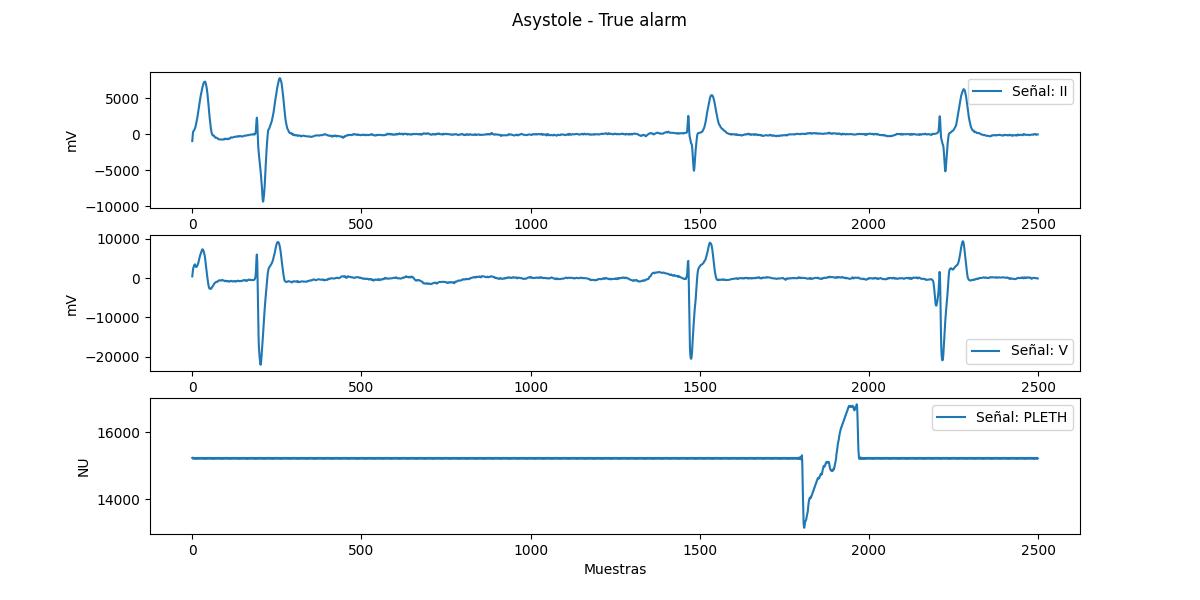 Asystole - True alarm
Señal: II
5000
0
−5000
−10000
mV
0 500 1000 1500 2000 2500
Señal: V
10000
0
−10000
−20000
mV
0 500 1000 1500 2000 2500
Señal: PLETH
16000
14000
NU
0 500 1000 1500 2000 2500
Muestras